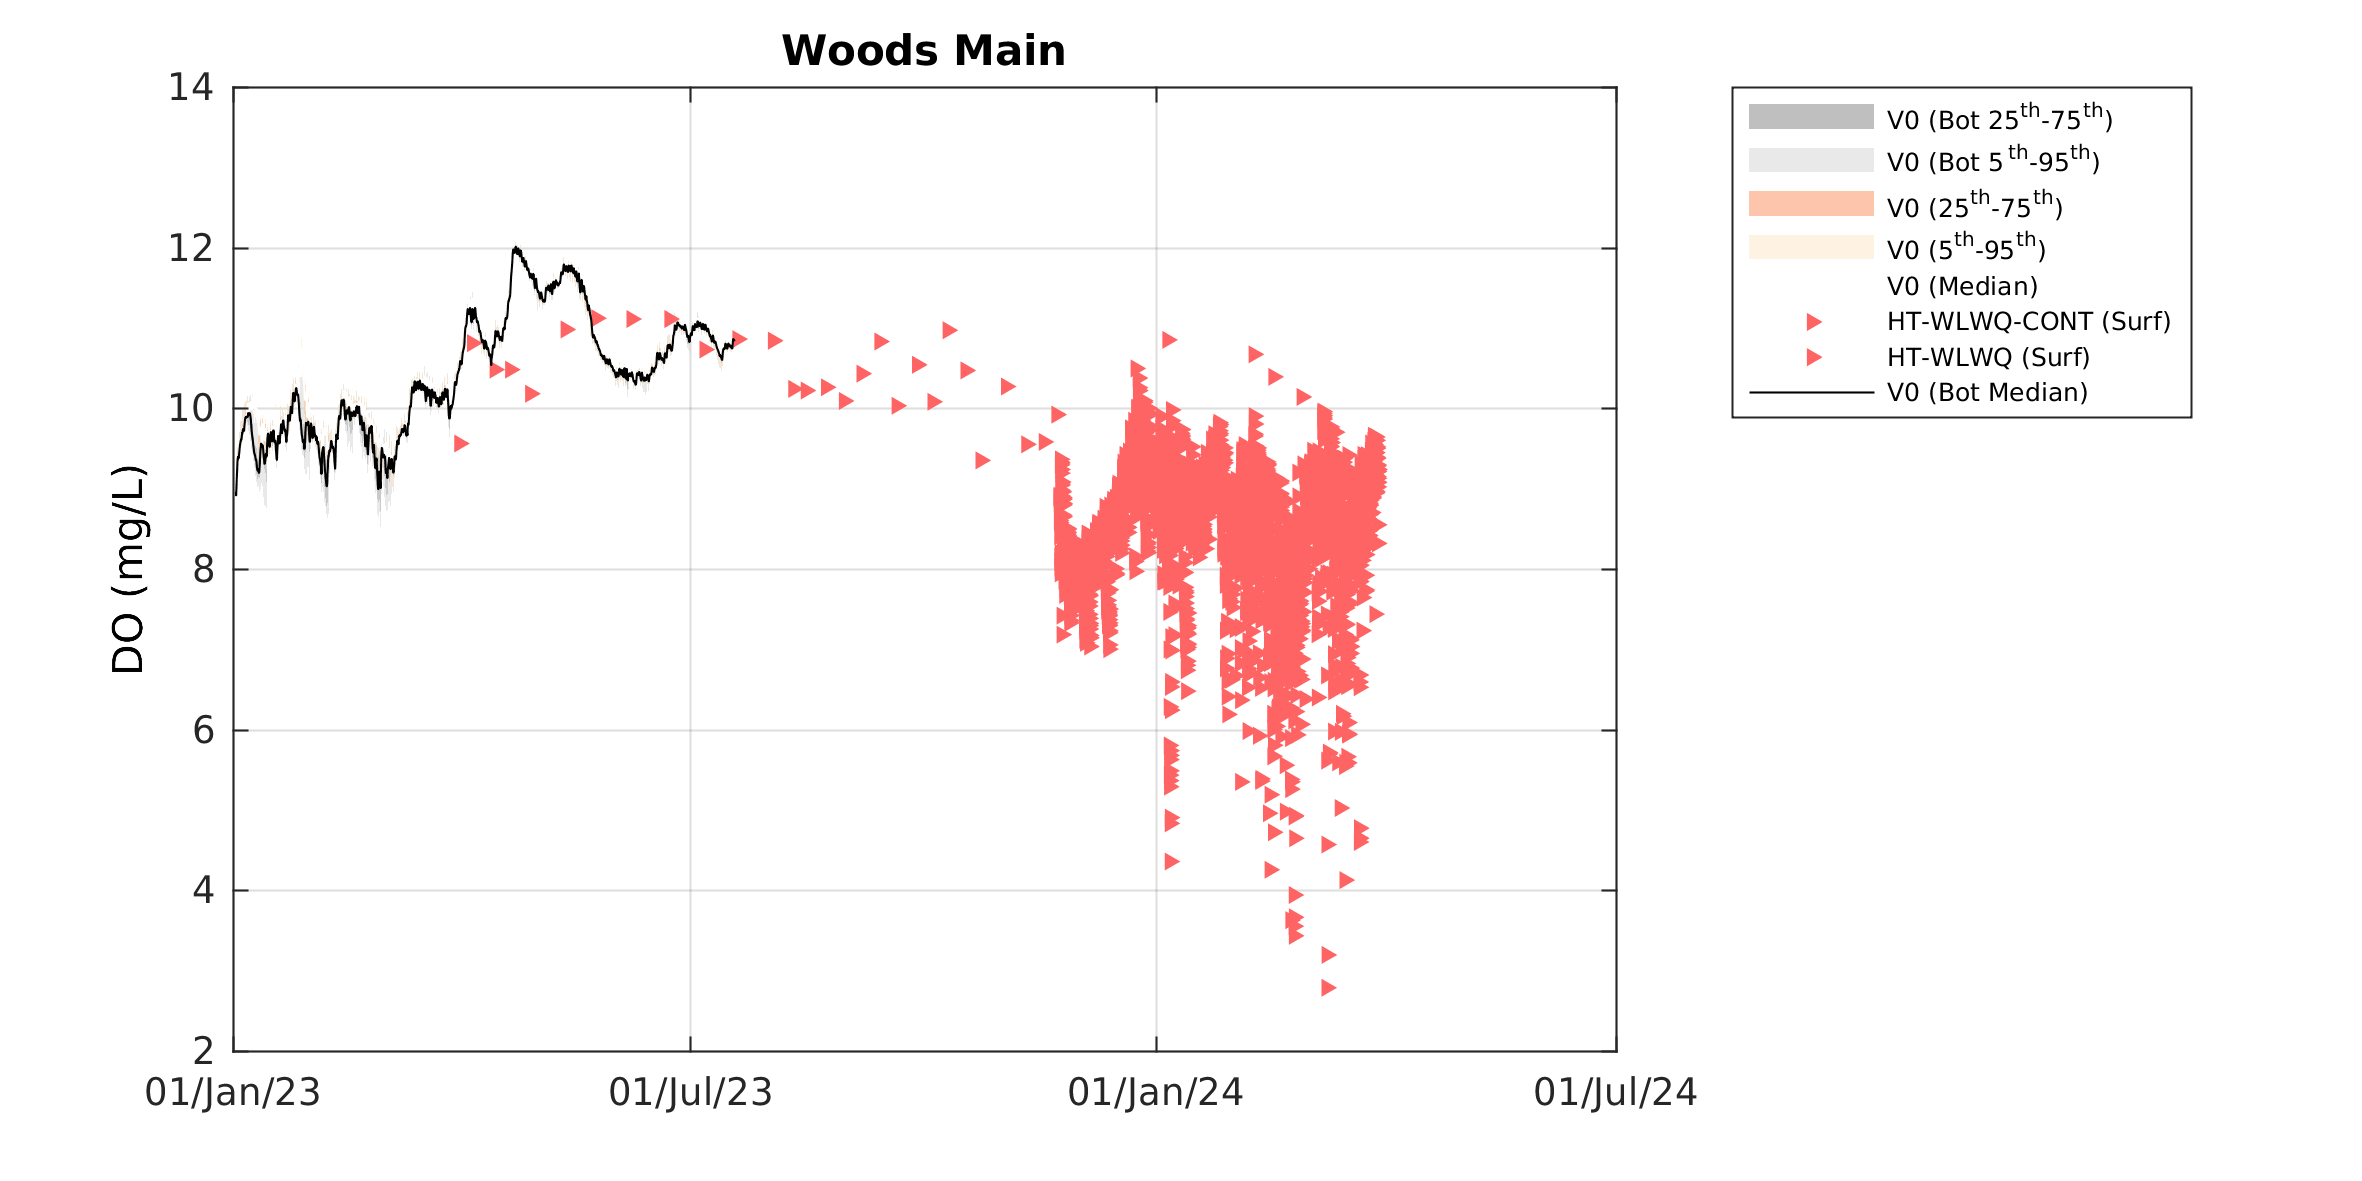 Woods Main
14
12
10
8
6
4
2
DO (mg/L)
01/Jan/23
01/Jul/23
01/Jan/24
01/Jul/24
V0 (Bot 25th-75th)
V0 (Bot 5th-95th)
V0 (25th-75th)
V0 (5th-95th)
V0 (Median)
HT-WLWQ-CONT (Surf)
HT-WLWQ (Surf)
V0 (Bot Median)